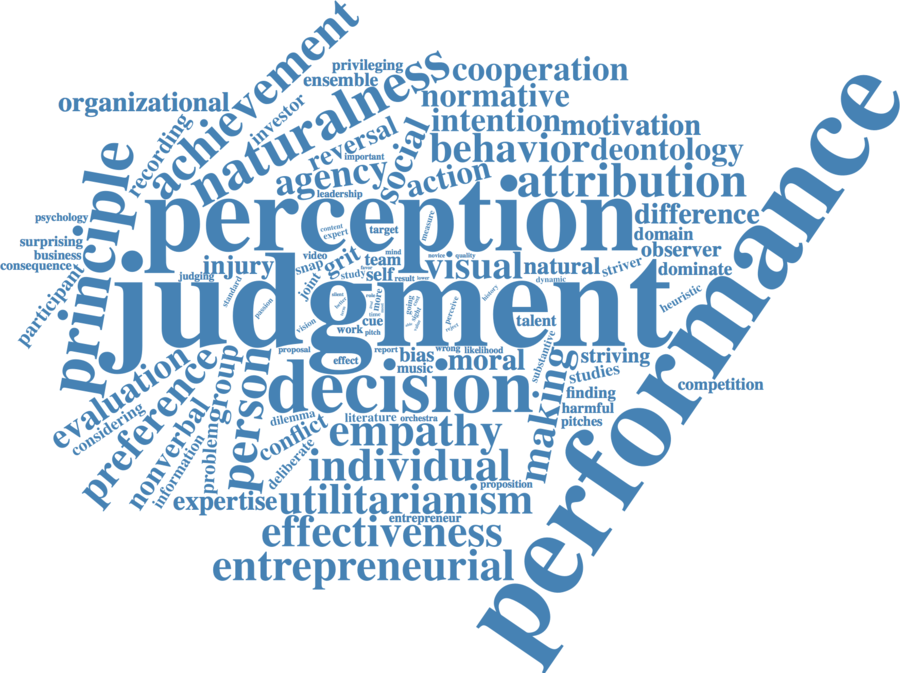 achievement
privileging
cooperation
ensemble
naturalness
normative
organizational
investor
recording
reversal
social
intention
motivation
important
behavior
deontology
agency
action
attribution
leadership
principle
perception
performance
difference
psychology
content
expert
target
measure
domain
surprising
observer
business
video
mind
novice
quality
consequence
injury
snap
grit
team
visual
natural
striver
dominate
judging
joint
study
self
result
dynamic
participant
judgment
standard
passion
more
going
sight
perceive
history
heuristic
vision
cue
talent
work
pitch
substantive
proposal
report
wrong
likelihood
effect
bias
moral
striving
music
studies
evaluation
preference
group
person
decision
making
finding
competition
considering
harmful
nonverbal
dilemma
literature
orchestra
pitches
problem
conflict
empathy
information
deliberate
individual
proposition
expertise
utilitarianism
entrepreneur
effectiveness
entrepreneurial